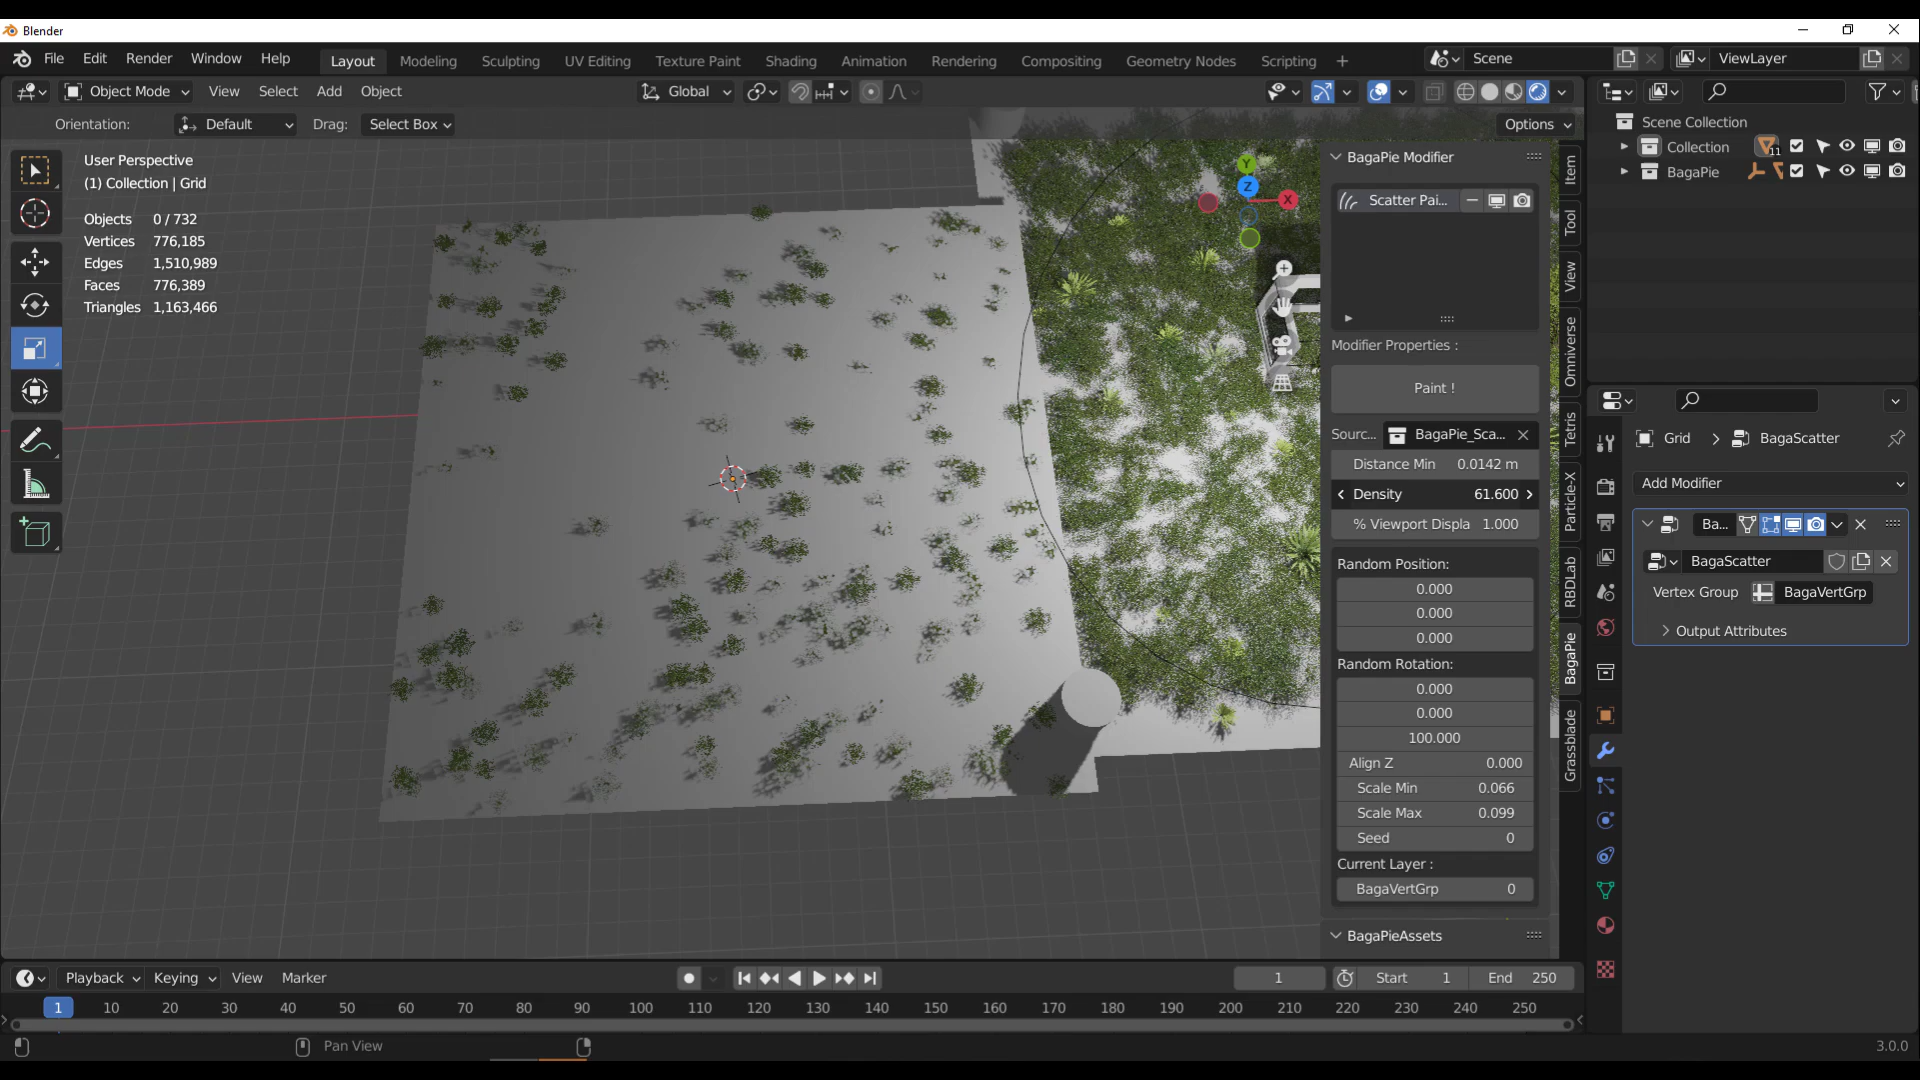 Blender
File Edit Render Window Help Layout Modeling Sculpting UV Editing Texture Paint Shading Animation Rendering Compositing Geometry Nodes Scripting Scene ViewLayer
Object Mode View Select Add Object Global
Orientation: Default Drag: Select Box Options
User Perspective
(1) Collection | Grid
Objects 0 / 732
Vertices 776,185
Edges 1,510,989
Faces 776,389
Triangles 1,163,466
Y
Z
X
BagaPie Modifier
Scatter Pai...
Modifier Properties :
Paint !
Sourc... BagaPie_Sca...
Distance Min 0.0142 m
Density 61.600
% Viewport Displa 1.000
Random Position:
0.000
0.000
0.000
Random Rotation:
0.000
0.000
100.000
Align Z 0.000
Scale Min 0.066
Scale Max 0.099
Seed 0
Current Layer :
BagaVertGrp 0
BagaPieAssets
Item
Tool
View
Omniverse
Tetris
Particle-X
RBDLab
BagaPie
Grassblade
Scene Collection
Collection 11
BagaPie
Grid BagaScatter
Add Modifier
Ba...
BagaScatter
Vertex Group BagaVertGrp
Output Attributes
Playback Keying View Marker 1 Start 1 End 250
1 10 20 30 40 50 60 70 80 90 100 110 120 130 140 150 160 170 180 190 200 210 220 230 240 250
Pan View 3.0.0